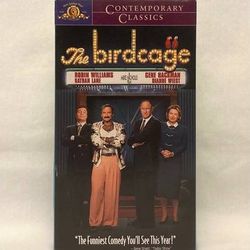 CONTEMPORARY
CLASSICS
The birdcage
ROBIN WILLIAMS
NATHAN LANE
GENE HACKMAN
DIANNE WIEST
"The Funniest Comedy You'll See This Year!"